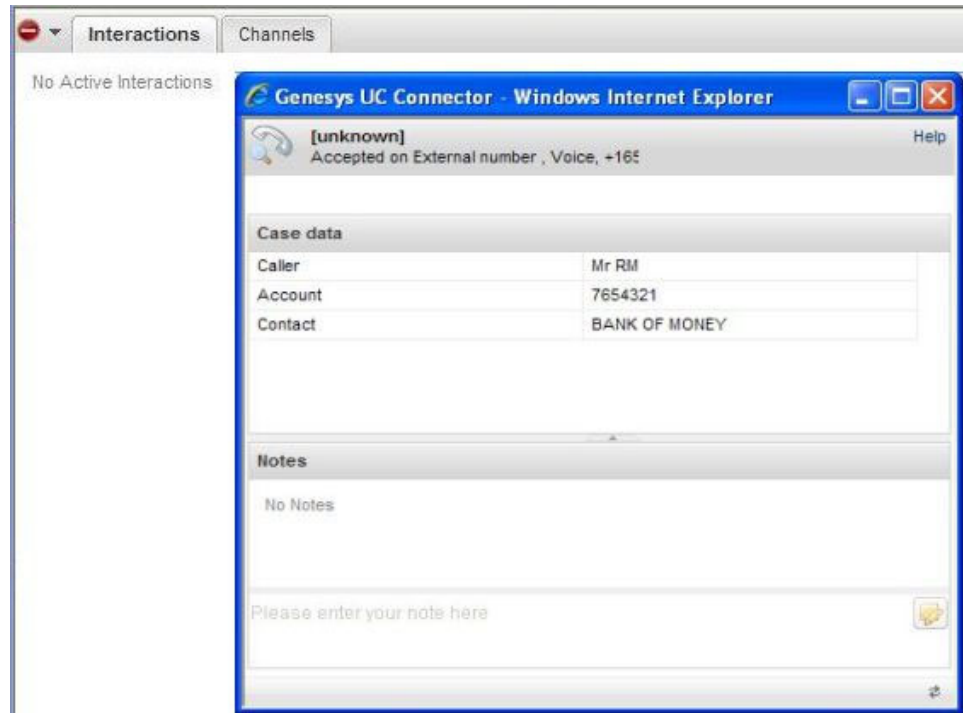 Interactions
Channels
No Active Interactions
Genesys UC Connector - Windows Internet Explorer
[unknown]
Help
Accepted on External number , Voice, +165
Case data
Caller Mr RM
Account 7654321
Contact BANK OF MONEY
Notes
No Notes
Please enter your note here